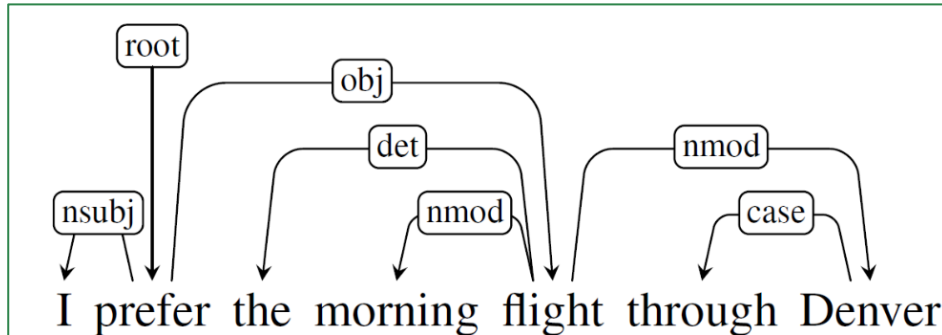 root
obj
det nmod
nsubj nmod case
I prefer the morning flight through Denver